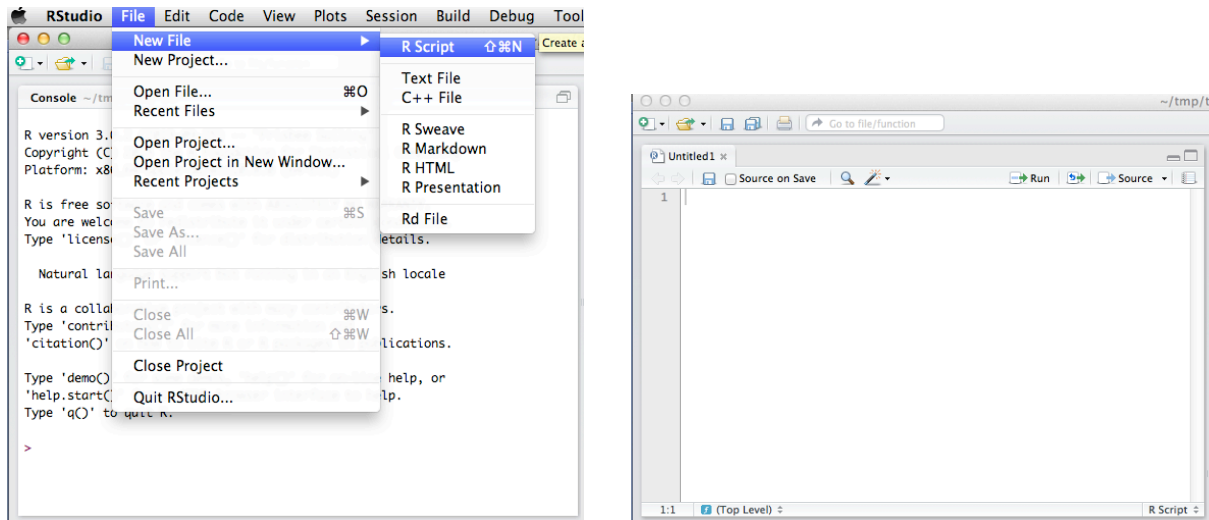 RStudio File Edit Code View Plots Session Build Debug Tool
New File
New Project...
Open File... ⌘O
Recent Files
Open Project...
Open Project in New Window...
Recent Projects
Save ⌘S
Save As...
Save All
Print...
Close ⌘W
Close All ⇧⌘W
Close Project
Quit RStudio...
R Script ⇧⌘N
Create a
Text File
C++ File
R Sweave
R Markdown
R HTML
R Presentation
Rd File
Console ~/tm
R version 3.
Copyright (C
Platform: x8
R is free so
You are welc
Type 'licens details.
Natural la sh locale
R is a colla s.
Type 'contri
'citation()' lications.
Type 'demo() help, or
'help.start( lp.
Type 'q()' to quit R.
>
~/tmp/t
Go to file/function
Untitled1 ×
Source on Save Run Source
1
1:1 (Top Level) R Script